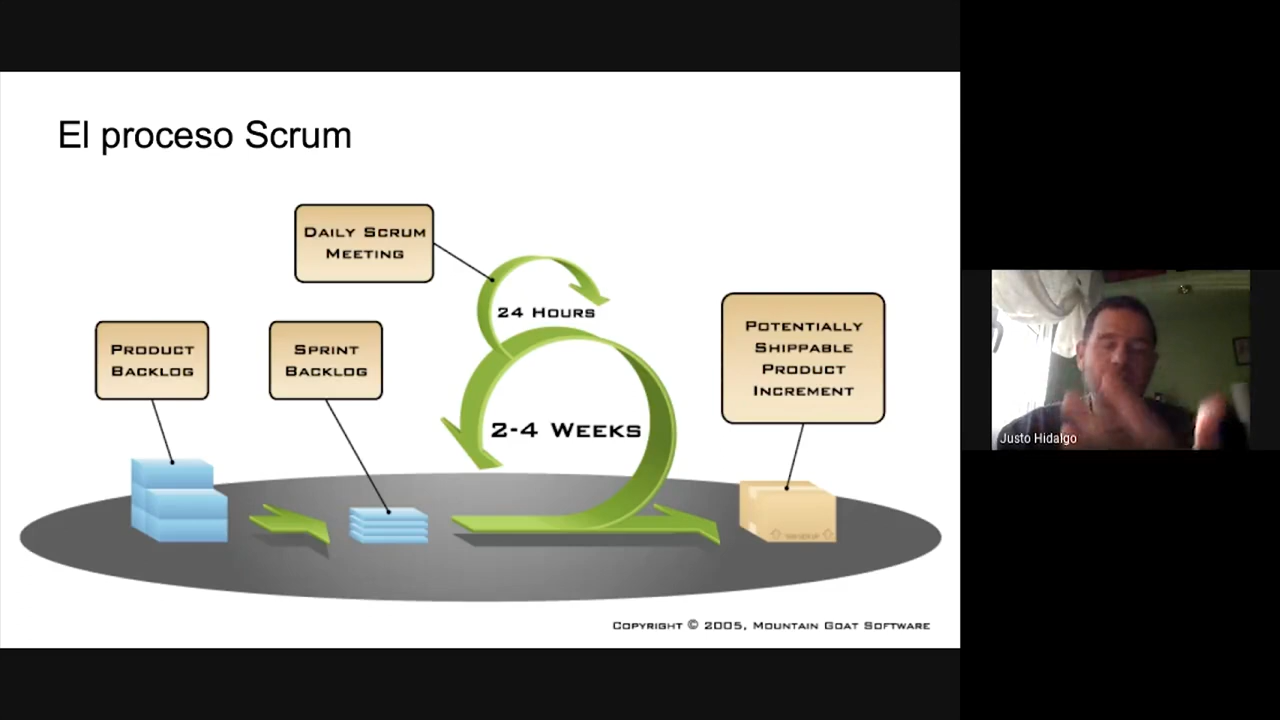 El proceso Scrum
DAILY SCRUM
MEETING
24 HOURS
PRODUCT
BACKLOG
SPRINT
BACKLOG
POTENTIALLY
SHIPPABLE
PRODUCT
INCREMENT
2-4 WEEKS
COPYRIGHT © 2005, MOUNTAIN GOAT SOFTWARE
Justo Hidalgo